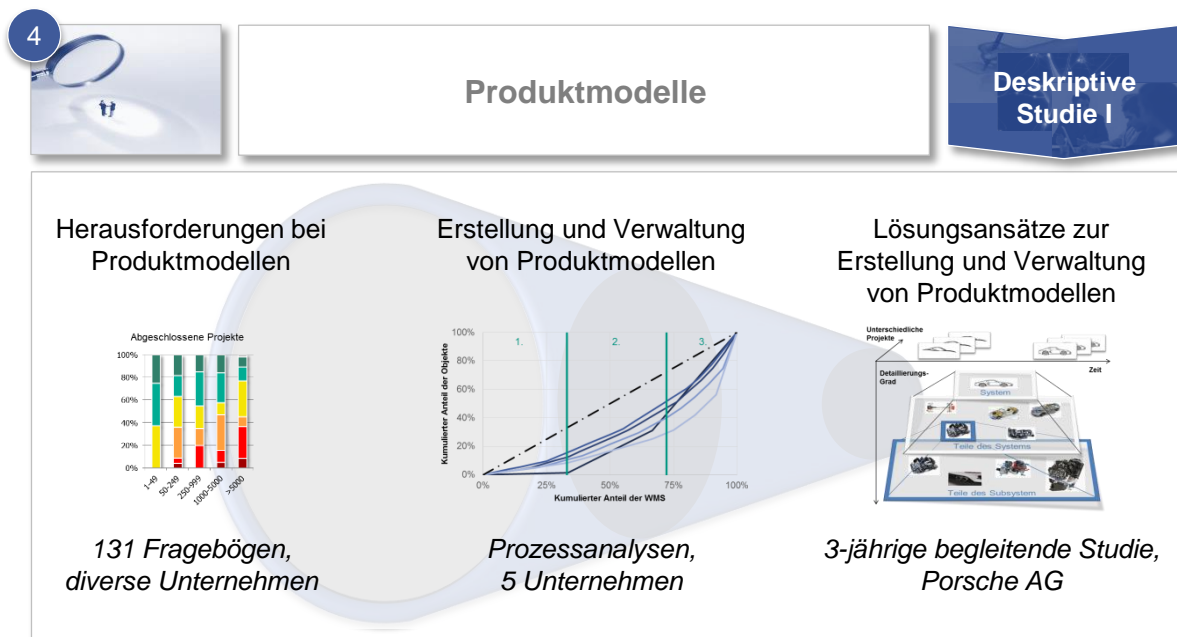 4
Produktmodelle
Deskriptive
Studie I
Herausforderungen bei
Produktmodellen
Abgeschlossene Projekte
100%
80%
60%
40%
20%
0%
1-49
50-249
250-999
1000-5000
>5000
131 Fragebögen,
diverse Unternehmen
Erstellung und Verwaltung
von Produktmodellen
Kumulierter Anteil der Objekte
100%
80%
60%
40%
20%
0%
1.
2.
3.
0%
25%
50%
75%
100%
Kumulierter Anteil der WMS
Prozessanalysen,
5 Unternehmen
Lösungsansätze zur
Erstellung und Verwaltung
von Produktmodellen
Unterschiedliche
Projekte
Zeit
Detaillierungs-
Grad
System
Teile des Systems
Teile des Subsystem
3-jährige begleitende Studie,
Porsche AG